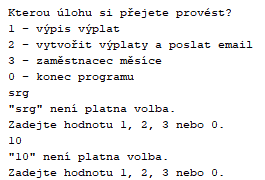 Kterou úlohu si přejete provést?
1 - výpis výplat
2 - vytvořit výplaty a poslat email
3 - zaměstnacec měsíce
0 - konec programu
srg
"srg" není platna volba.
Zadejte hodnotu 1, 2, 3 nebo 0.
10
"10" není platna volba.
Zadejte hodnotu 1, 2, 3 nebo 0.